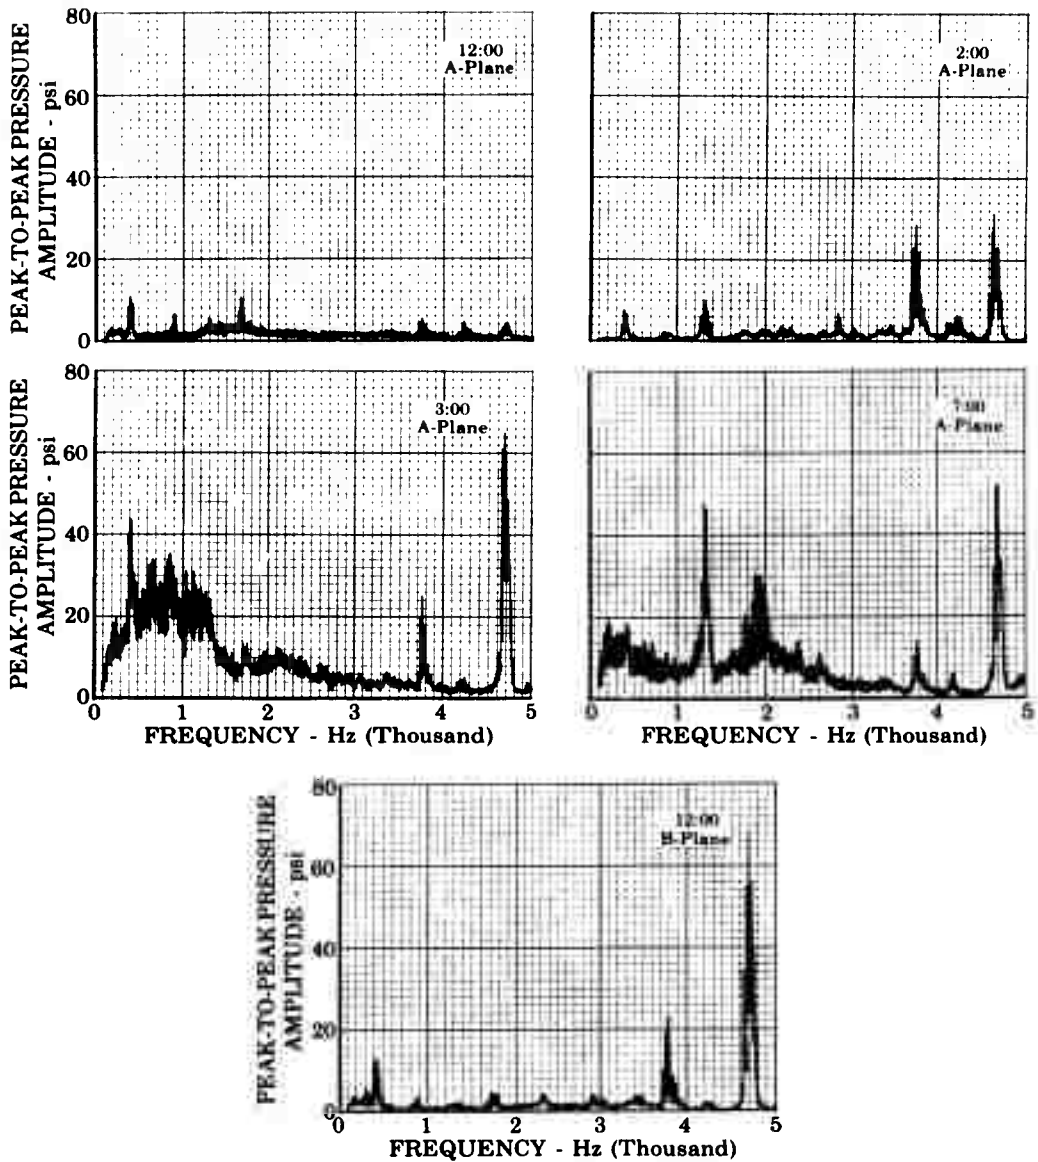 PEAK-TO-PEAK PRESSURE
AMPLITUDE - psi
80
60
40
20
0
12:00
A-Plane
2:00
A-Plane
PEAK-TO-PEAK PRESSURE
AMPLITUDE - psi
80
60
40
20
0
3:00
A-Plane
0 1 2 3 4 5
FREQUENCY - Hz (Thousand)
7:00
A-Plane
0 1 2 3 4 5
FREQUENCY - Hz (Thousand)
PEAK-TO-PEAK PRESSURE
AMPLITUDE - psi
80
60
40
20
0
12:00
B-Plane
0 1 2 3 4 5
FREQUENCY - Hz (Thousand)